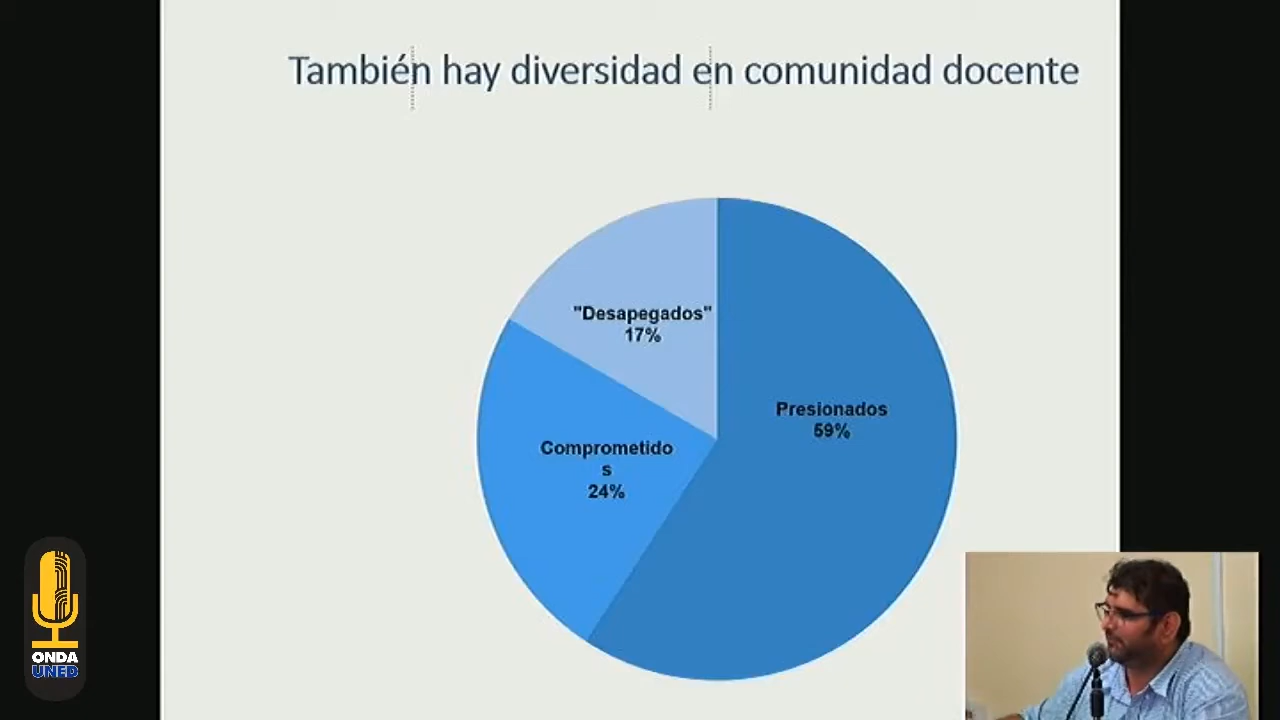 También hay diversidad en comunidad docente
"Desapegados"
17%
Presionados
59%
Comprometido
s
24%
ONDA
UNED